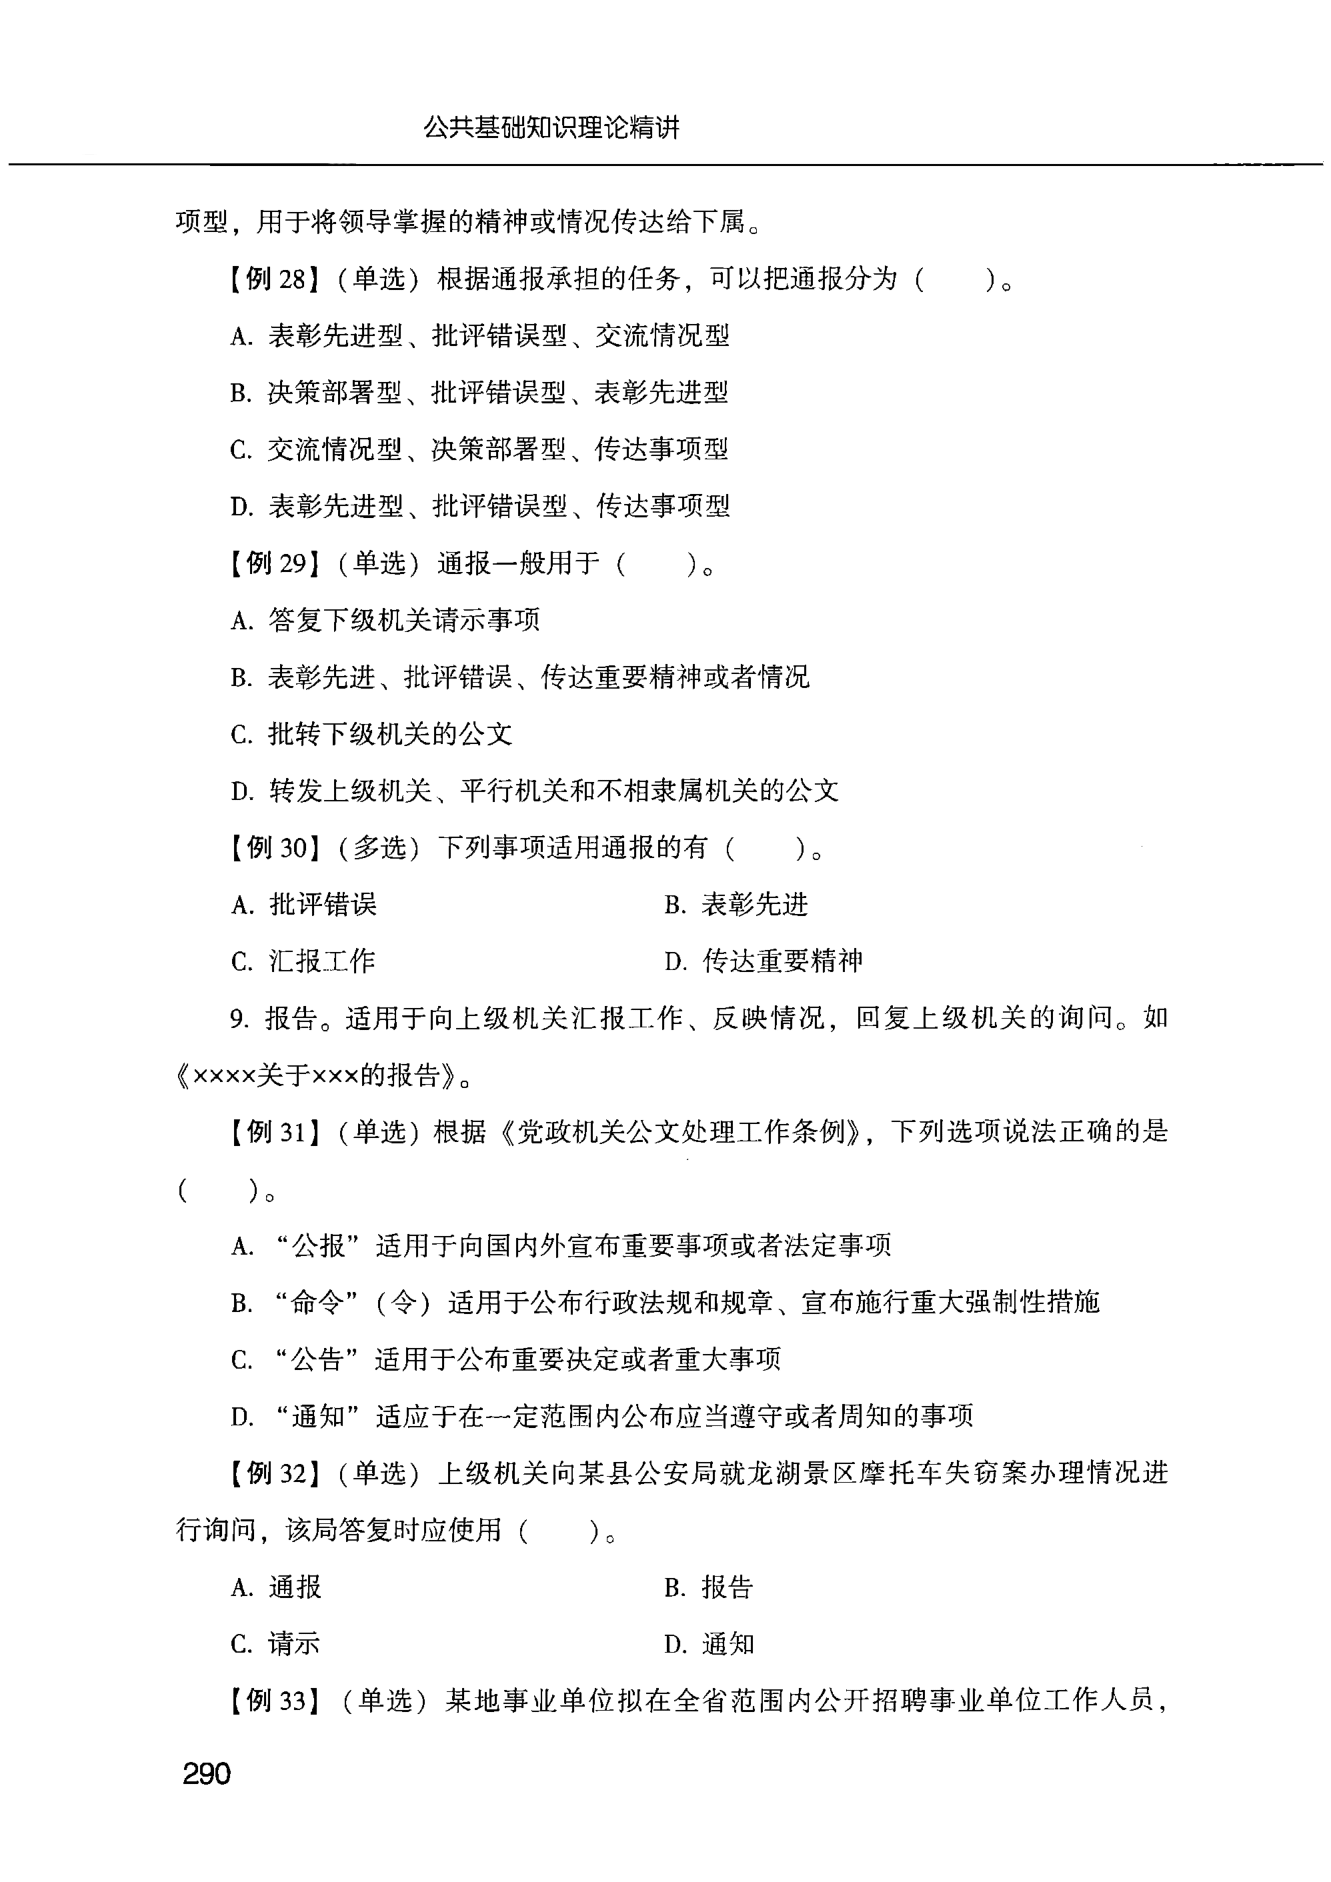 公共基础知识理论精讲
项型，用于将领导掌握的精神或情况传达给下属。
【例 28】（单选）根据通报承担的任务，可以把通报分为（　　）。
A. 表彰先进型、批评错误型、交流情况型
B. 决策部署型、批评错误型、表彰先进型
C. 交流情况型、决策部署型、传达事项型
D. 表彰先进型、批评错误型、传达事项型
【例 29】（单选）通报一般用于（　　）。
A. 答复下级机关请示事项
B. 表彰先进、批评错误、传达重要精神或者情况
C. 批转下级机关的公文
D. 转发上级机关、平行机关和不相隶属机关的公文
【例 30】（多选）下列事项适用通报的有（　　）。
A. 批评错误　　B. 表彰先进
C. 汇报工作　　D. 传达重要精神
9. 报告。适用于向上级机关汇报工作、反映情况，回复上级机关的询问。如
《××××关于×××的报告》。
【例 31】（单选）根据《党政机关公文处理工作条例》，下列选项说法正确的是
（　　）。
A. “公报”适用于向国内外宣布重要事项或者法定事项
B. “命令”（令）适用于公布行政法规和规章、宣布施行重大强制性措施
C. “公告”适用于公布重要决定或者重大事项
D. “通知”适应于在一定范围内公布应当遵守或者周知的事项
【例 32】（单选）上级机关向某县公安局就龙湖景区摩托车失窃案办理情况进
行询问，该局答复时应使用（　　）。
A. 通报　　B. 报告
C. 请示　　D. 通知
【例 33】（单选）某地事业单位拟在全省范围内公开招聘事业单位工作人员，
290